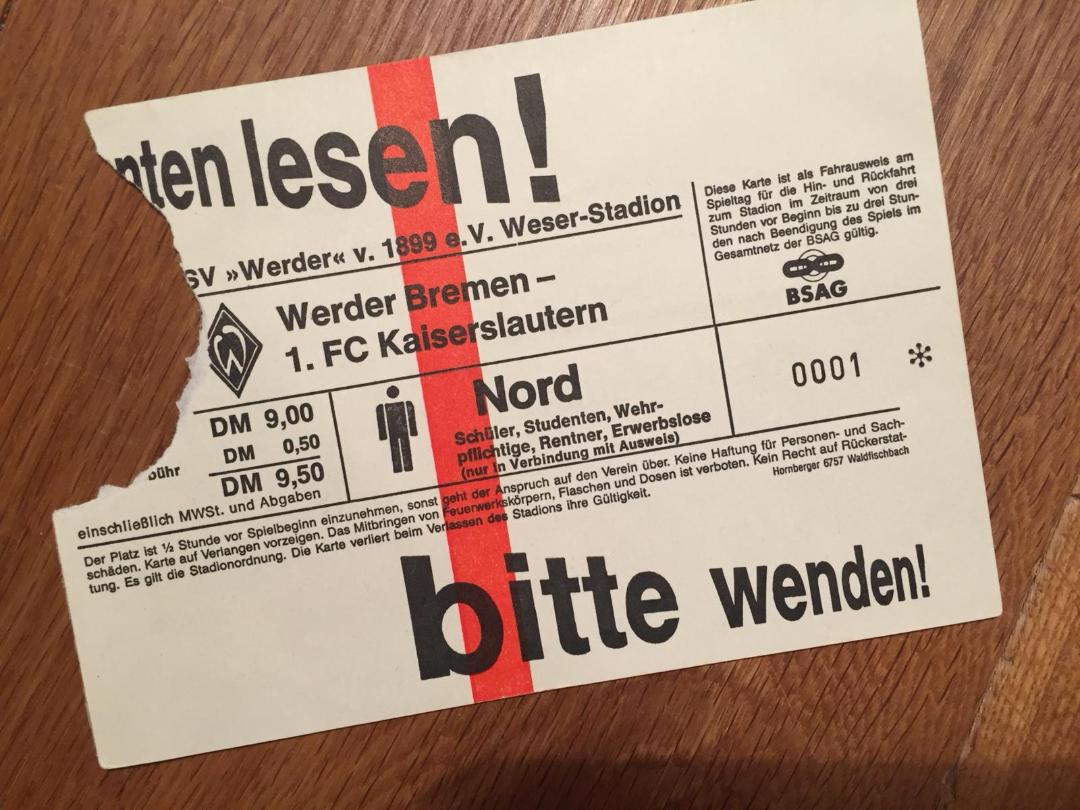 nten lesen!
SV »Werder« v. 1899 e.V. Weser-Stadion
Diese Karte ist als Fahrausweis am
Spieltag für die Hin- und Rückfahrt
zum Stadion im Zeitraum von drei
Stunden vor Beginn bis zu drei Stun-
den nach Beendigung des Spiels im
Gesamtnetz der BSAG gültig.
BSAG
W
Werder Bremen –
1. FC Kaiserslautern
DM 9,00
DM 0,50
bühr
DM 9,50
einschließlich MWSt. und Abgaben
Nord
Schüler, Studenten, Wehr-
pflichtige, Rentner, Erwerbslose
(nur in Verbindung mit Ausweis)
0001 *
Der Platz ist ½ Stunde vor Spielbeginn einzunehmen, sonst geht der Anspruch auf den Verein über. Keine Haftung für Personen- und Sach-
schäden. Karte auf Verlangen vorzeigen. Das Mitbringen von Feuerwerkskörpern, Flaschen und Dosen ist verboten. Kein Recht auf Rückerstat-
tung. Es gilt die Stadionordnung. Die Karte verliert beim Verlassen des Stadions ihre Gültigkeit.
Hornberger 6757 Waldfischbach
bitte wenden!